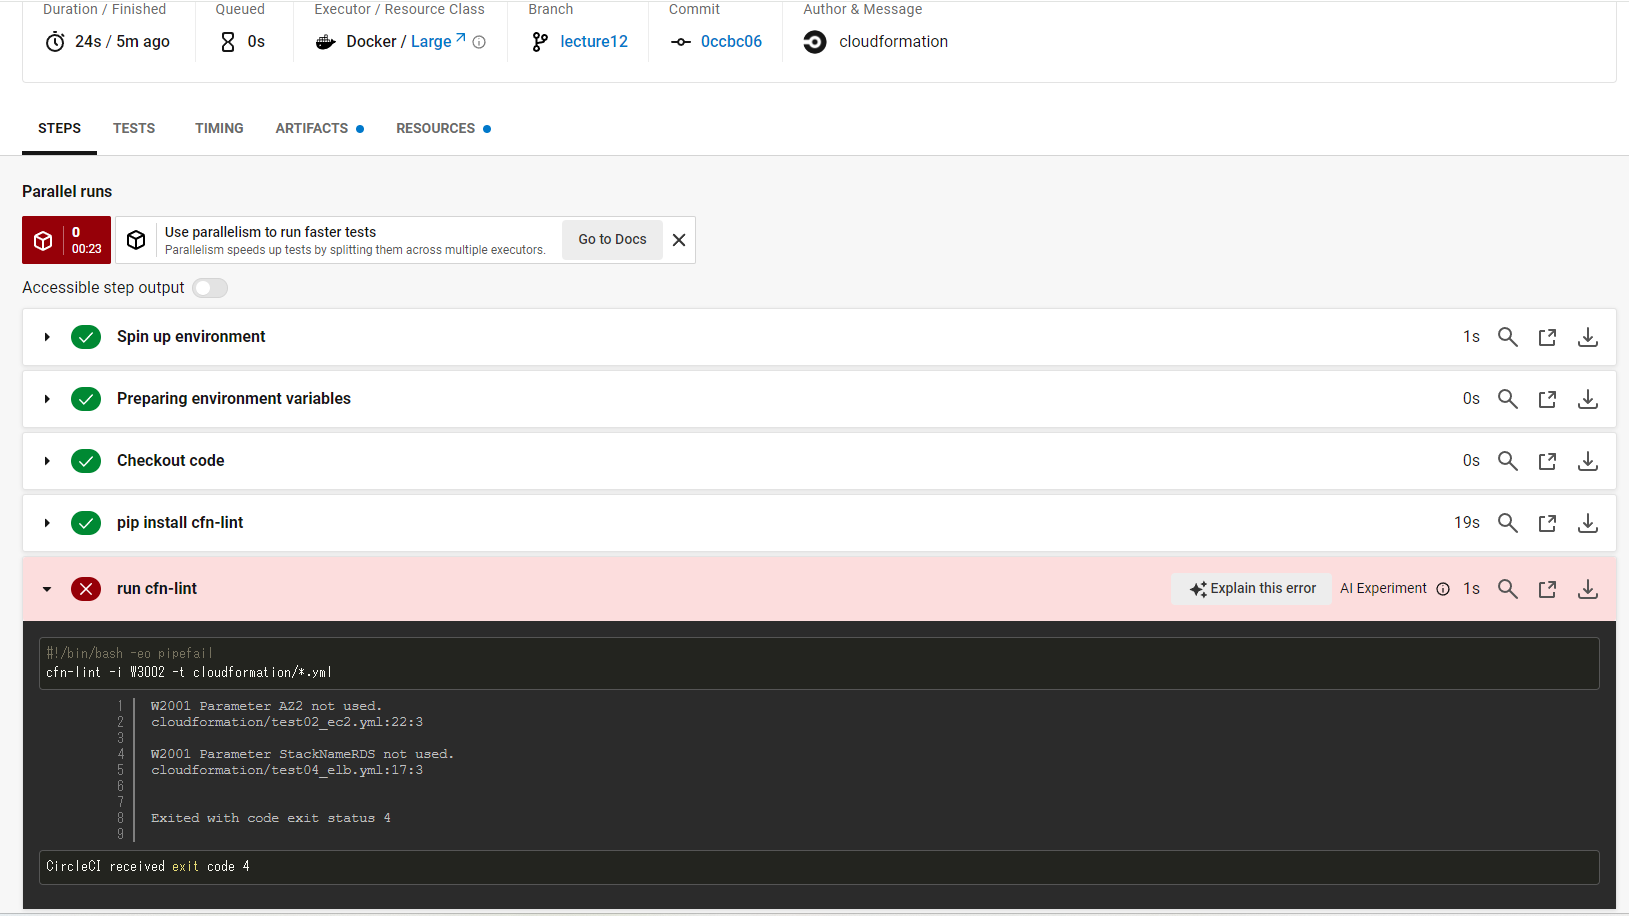 Duration / Finished
24s / 5m ago
Queued
0s
Executor / Resource Class
Docker / Large
Branch
lecture12
Commit
0ccbc06
Author & Message
cloudformation
STEPS
TESTS
TIMING
ARTIFACTS
RESOURCES
Parallel runs
0
00:23
Use parallelism to run faster tests
Parallelism speeds up tests by splitting them across multiple executors.
Go to Docs
Accessible step output
Spin up environment
1s
Preparing environment variables
0s
Checkout code
0s
pip install cfn-lint
19s
run cfn-lint
Explain this error
AI Experiment
1s
#!/bin/bash -eo pipefail
cfn-lint -i W3002 -t cloudformation/*.yml
1 W2001 Parameter AZ2 not used.
2 cloudformation/test02_ec2.yml:22:3
3
4 W2001 Parameter StackNameRDS not used.
5 cloudformation/test04_elb.yml:17:3
6
7
8 Exited with code exit status 4
9
CircleCI received exit code 4